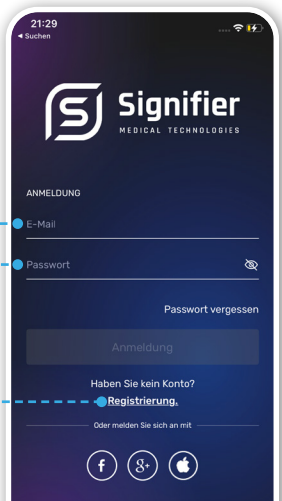 21:29
◀ Suchen
Signifier
MEDICAL TECHNOLOGIES
ANMELDUNG
E-Mail
Passwort
Passwort vergessen
Anmeldung
Haben Sie kein Konto?
Registrierung.
Oder melden Sie sich an mit
f 8+